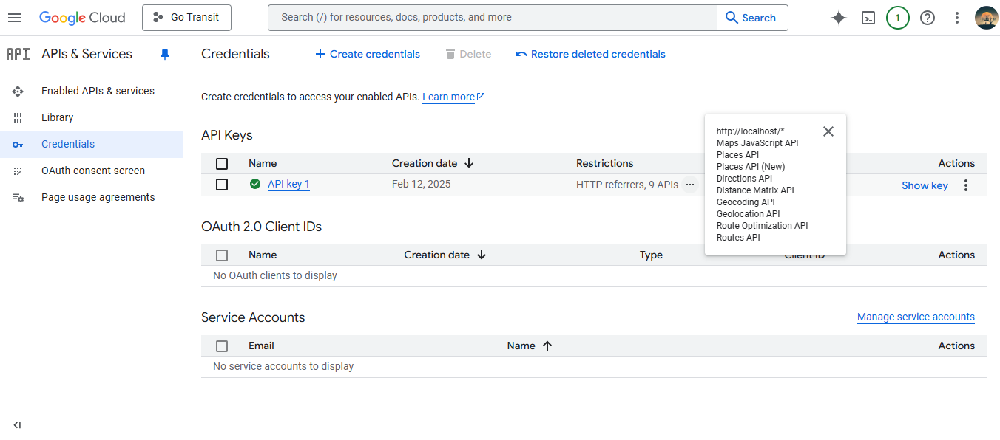 Google Cloud
Go Transit
Search (/) for resources, docs, products, and more
Search
1
API APIs & Services
Credentials
Create credentials
Delete
Restore deleted credentials
Enabled APIs & services
Library
Credentials
OAuth consent screen
Page usage agreements
Create credentials to access your enabled APIs. Learn more
API Keys
Name Creation date Restrictions Actions
API key 1 Feb 12, 2025 HTTP referrers, 9 APIs Show key
http://localhost/*
Maps JavaScript API
Places API
Places API (New)
Directions API
Distance Matrix API
Geocoding API
Geolocation API
Route Optimization API
Routes API
OAuth 2.0 Client IDs
Name Creation date Type Client ID Actions
No OAuth clients to display
Service Accounts
Manage service accounts
Email Name Actions
No service accounts to display